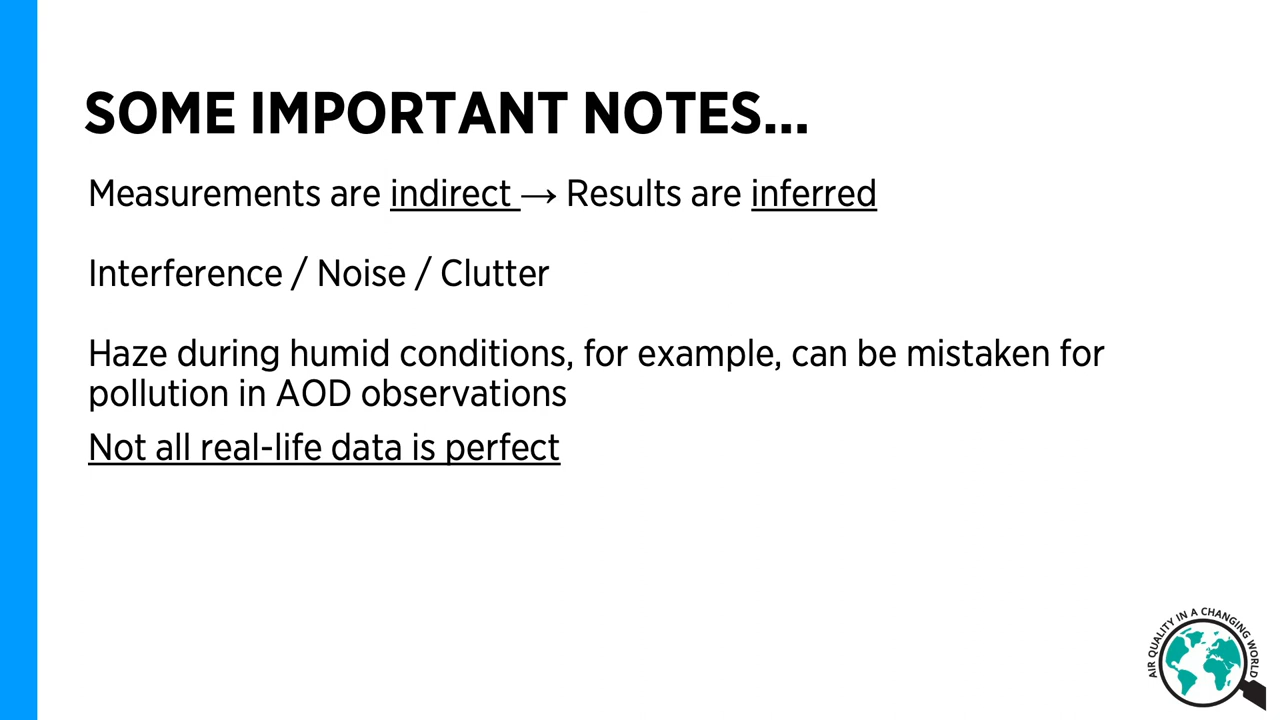 SOME IMPORTANT NOTES...
Measurements are indirect → Results are inferred
Interference / Noise / Clutter
Haze during humid conditions, for example, can be mistaken for
pollution in AOD observations
Not all real-life data is perfect
AIR QUALITY IN A CHANGING WORLD